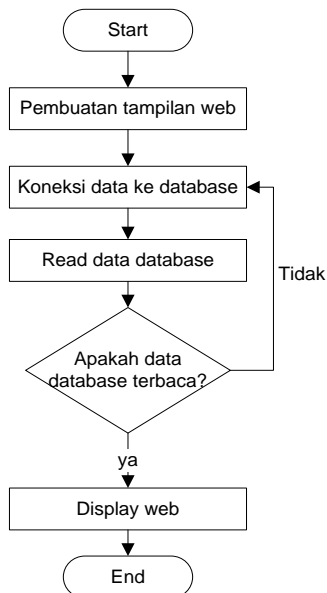 Start
Pembuatan tampilan web
Koneksi data ke database
Read data database
Tidak
Apakah data
database terbaca?
ya
Display web
End